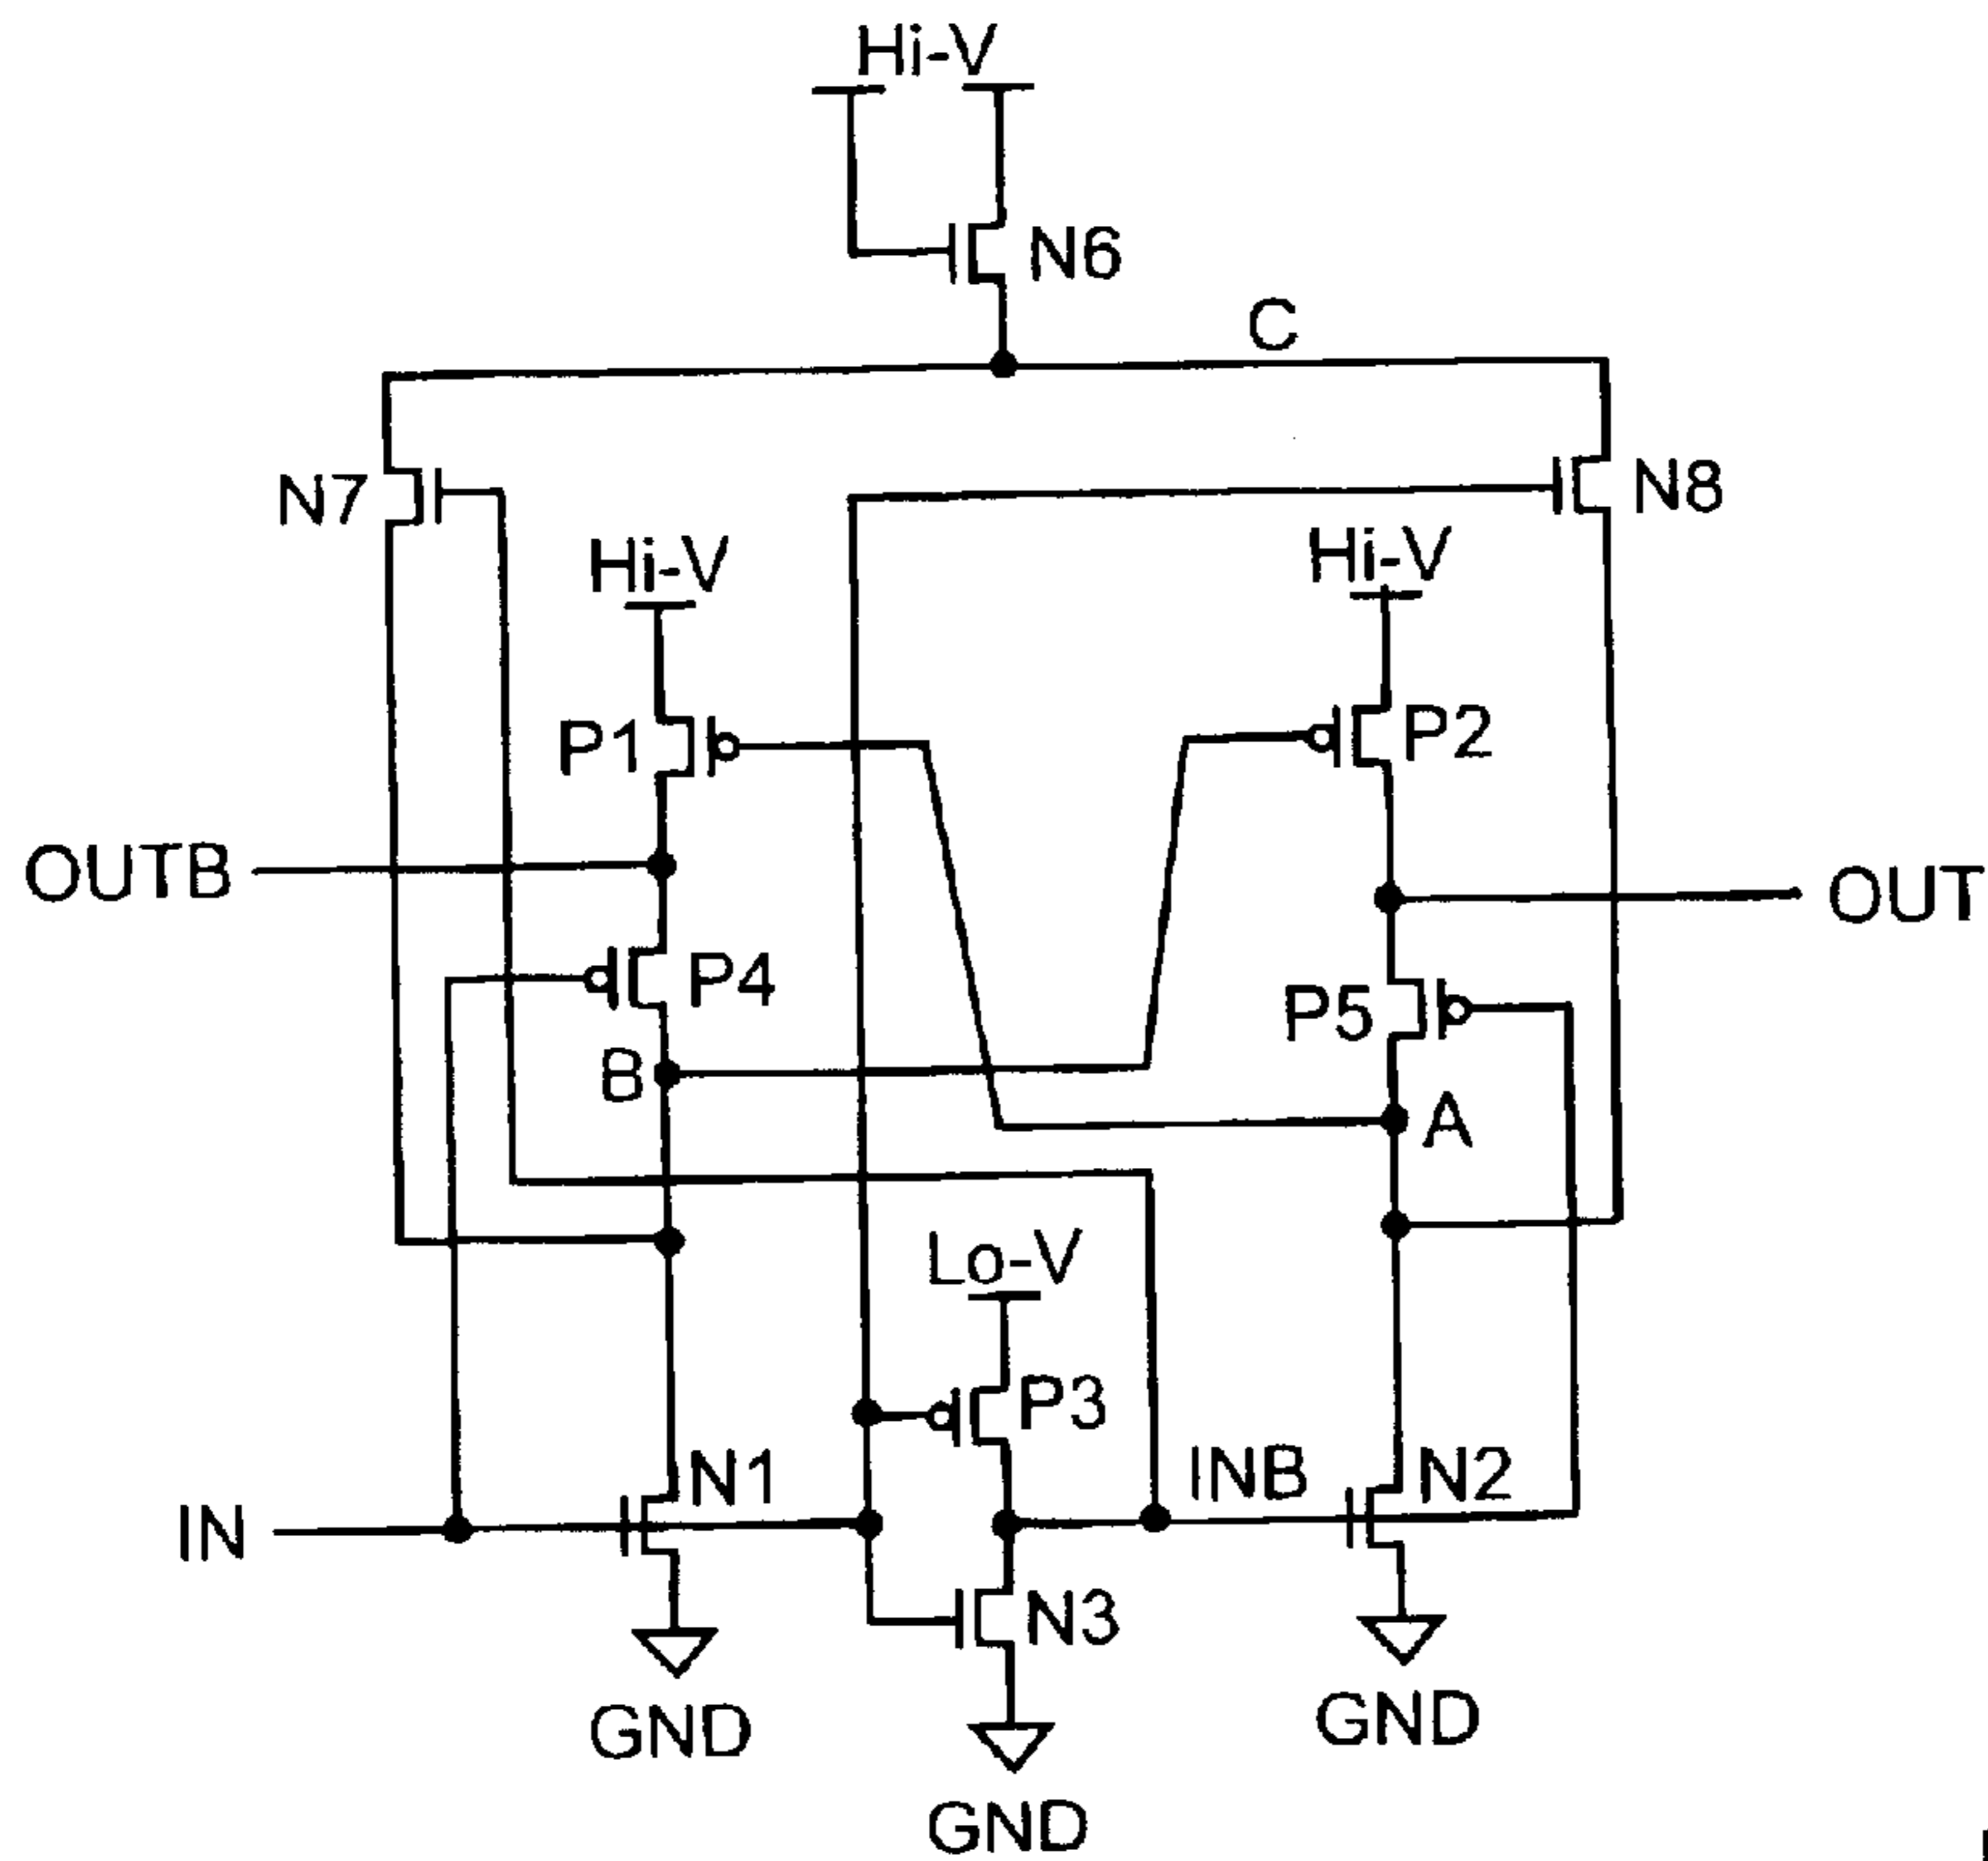 Hi-V
N6
C
N7
N8
Hi-V
Hi-V
P1
P2
OUTB
OUT
P4
P5
B
A
Lo-V
P3
N1
INB
N2
IN
N3
GND
GND
GND